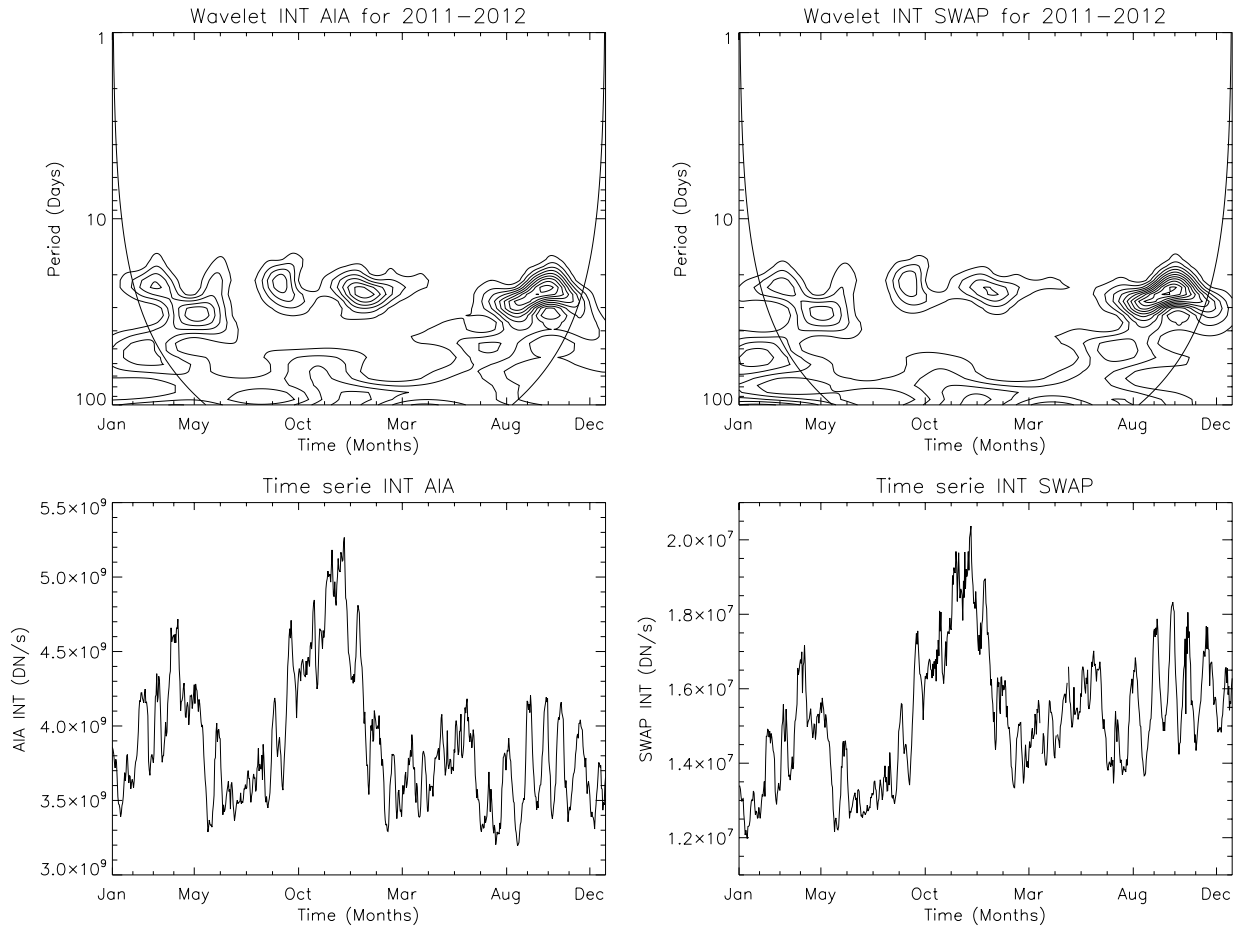 Wavelet INT AIA for 2011−2012
1
10
100
Period (Days)
Jan May Oct Mar Aug Dec
Time (Months)
Wavelet INT SWAP for 2011−2012
1
10
100
Period (Days)
Jan May Oct Mar Aug Dec
Time (Months)
Time serie INT AIA
5.5×10⁹
5.0×10⁹
4.5×10⁹
4.0×10⁹
3.5×10⁹
3.0×10⁹
AIA INT (DN/s)
Jan May Oct Mar Aug Dec
Time (Months)
Time serie INT SWAP
2.0×10⁷
1.8×10⁷
1.6×10⁷
1.4×10⁷
1.2×10⁷
SWAP INT (DN/s)
Jan May Oct Mar Aug Dec
Time (Months)